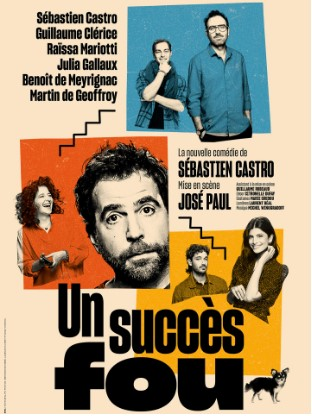 Sébastien Castro
Guillaume Clérice
Raïssa Mariotti
Julia Gallaux
Benoît de Meyrignac
Martin de Geoffroy
La nouvelle comédie de
SÉBASTIEN CASTRO
Mise en scène
JOSÉ PAUL
Un succès
fou